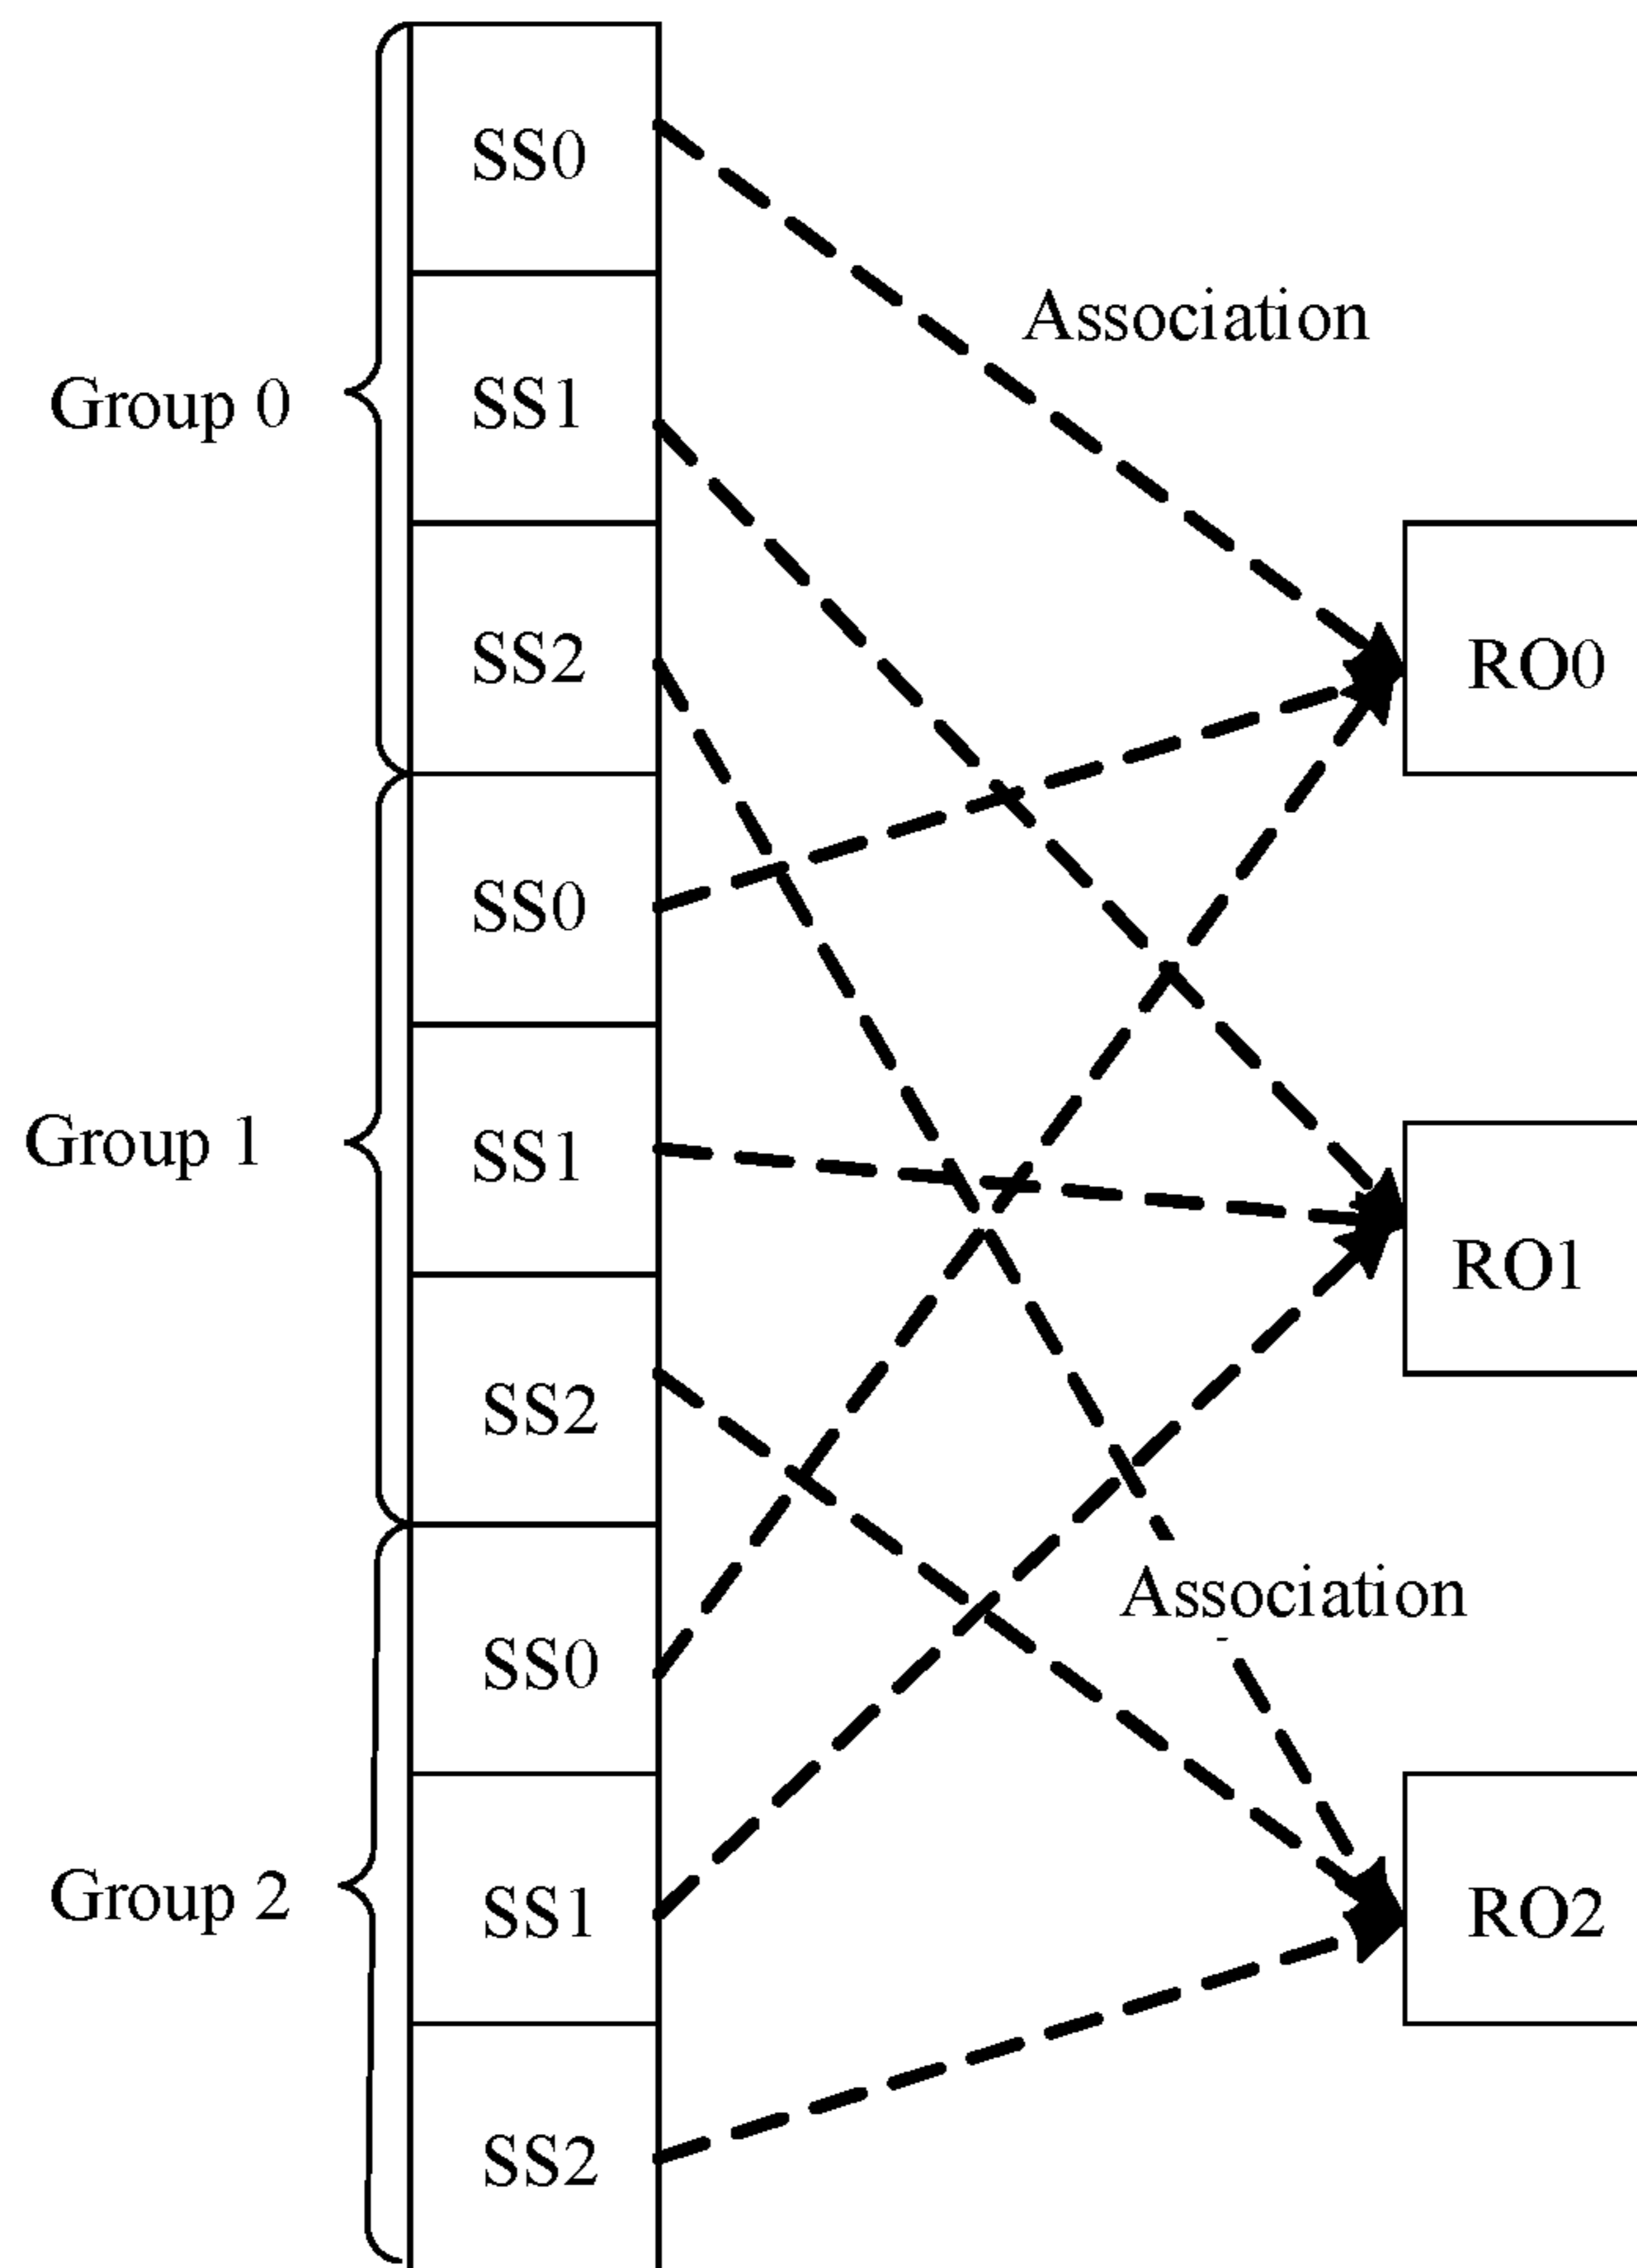 SS0
Association
SS1
Group 0
SS2
RO0
SS0
SS1
Group 1
RO1
SS2
Association
SS0
SS1
Group 2
RO2
SS2